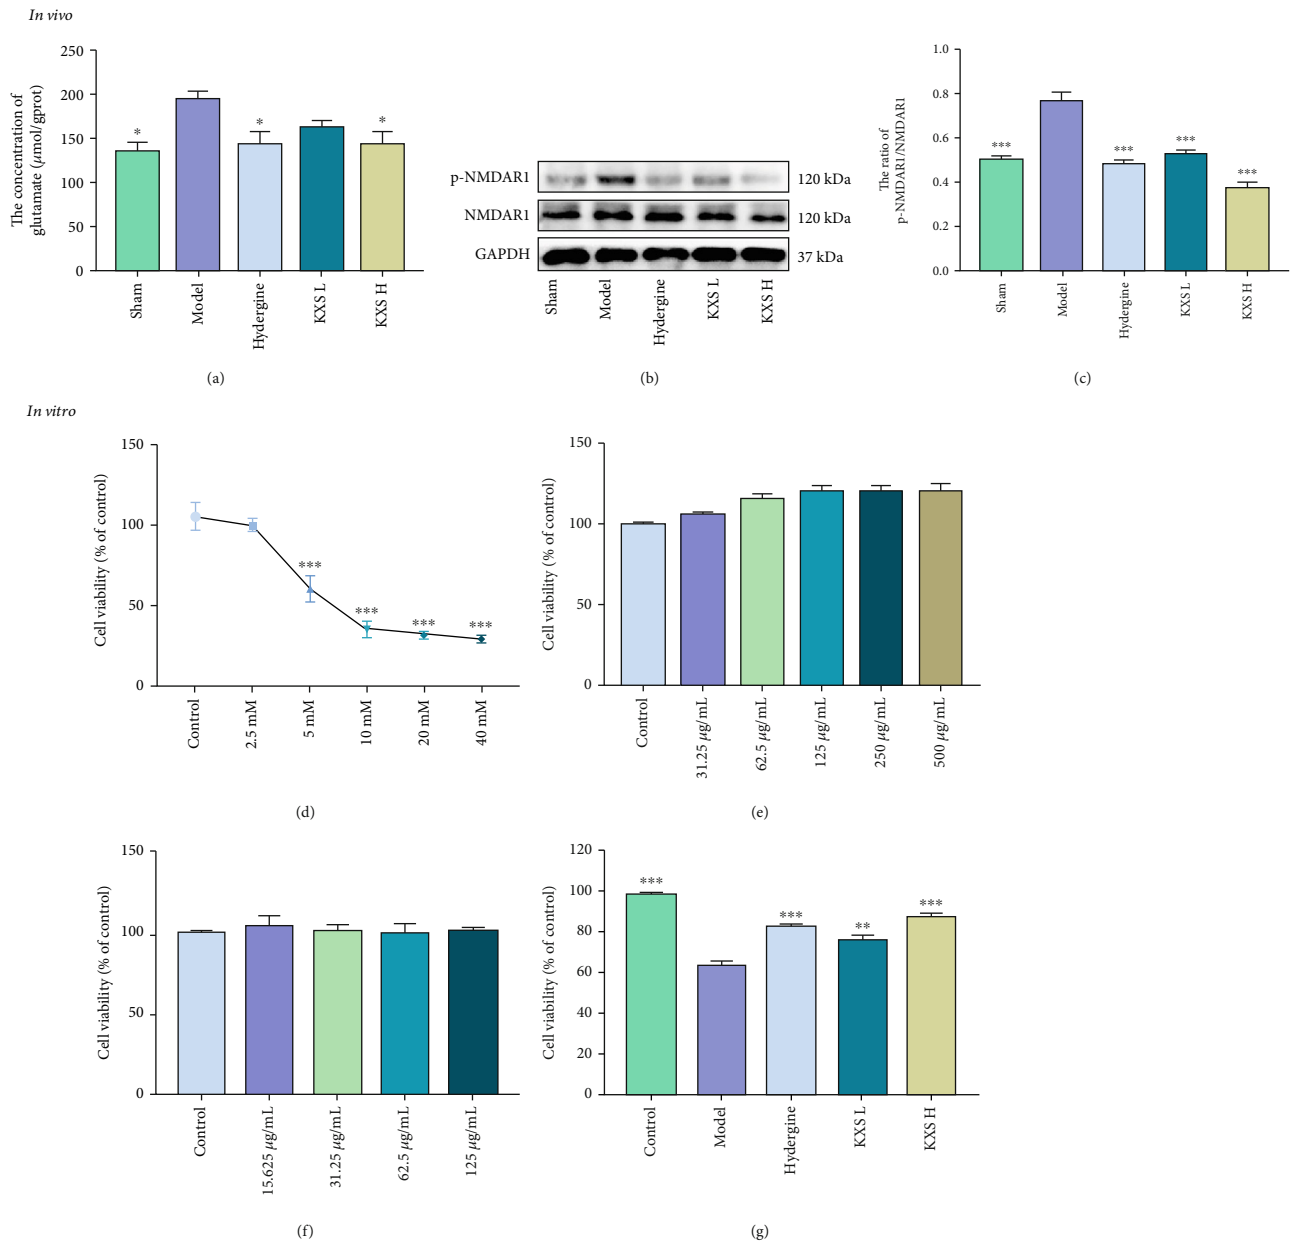 In vivo
The concentration of
glutamate (μmol/gprot)
250
200
150
100
50
0
*
*
*
Sham
Model
Hydergine
KXS L
KXS H
(a)
p-NMDAR1
120 kDa
NMDAR1
120 kDa
GAPDH
37 kDa
Sham
Model
Hydergine
KXS L
KXS H
(b)
The ratio of
p-NMDAR1/NMDAR1
1.0
0.8
0.6
0.4
0.2
0.0
***
***
***
***
Sham
Model
Hydergine
KXS L
KXS H
(c)
In vitro
Cell viability (% of control)
150
100
50
0
***
***
***
***
Control
2.5 mM
5 mM
10 mM
20 mM
40 mM
(d)
Cell viability (% of control)
150
100
50
0
Control
31.25 μg/mL
62.5 μg/mL
125 μg/mL
250 μg/mL
500 μg/mL
(e)
Cell viability (% of control)
150
100
50
0
Control
15.625 μg/mL
31.25 μg/mL
62.5 μg/mL
125 μg/mL
(f)
Cell viability (% of control)
120
100
80
60
40
20
0
***
***
**
***
Control
Model
Hydergine
KXS L
KXS H
(g)